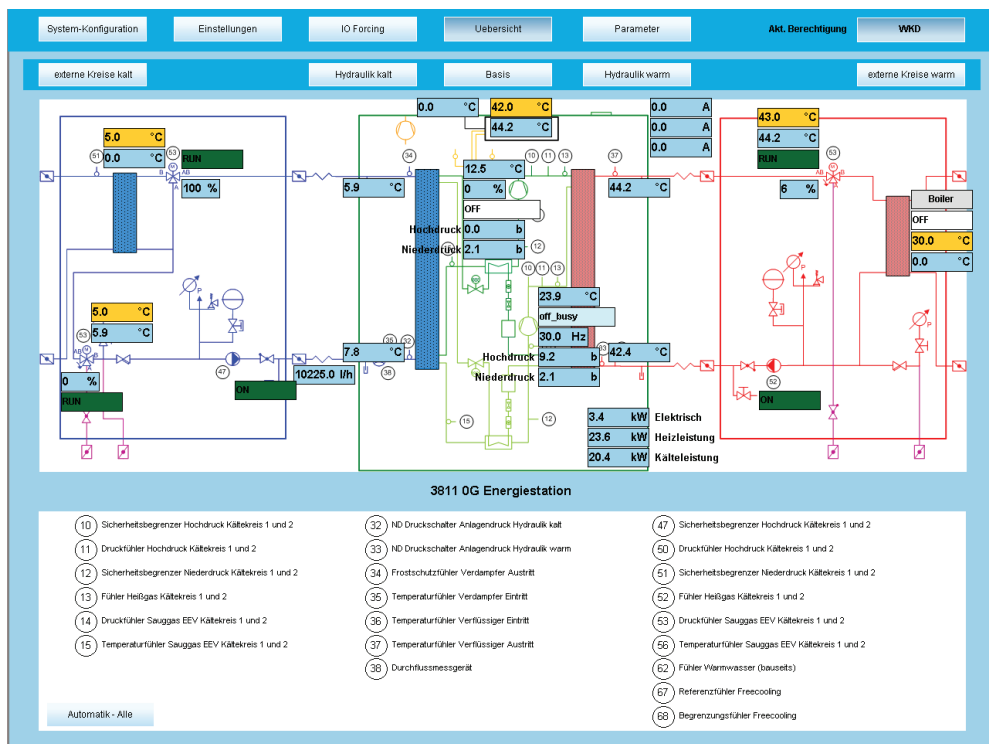 System-Konfiguration Einstellungen IO Forcing Uebersicht Parameter Akt. Berechtigung WKD
externe Kreise kalt Hydraulik kalt Basis Hydraulik warm externe Kreise warm
0.0 °C 42.0 °C 0.0 A
44.2 °C 0.0 A
0.0 A
5.0 °C
0.0 °C
RUN
100 %
51 53 M B AB A
43.0 °C
44.2 °C
RUN
6 %
53 M AB B A
34 10 11 13 37
5.9 °C
12.5 °C
0 %
OFF
Hochdruck 0.0 b
Niederdruck 2.1 b
12
44.2 °C
Boiler
OFF
30.0 °C
0.0 °C
5.0 °C
5.9 °C
53 M AB B
0 %
RUN
P
47
ON
10225.0 l/h
7.8 °C
35 32
38
10 11 13
23.9 °C
off_busy
30.0 Hz
Hochdruck 9.2 b
Niederdruck 2.1 b
42.4 °C
15 12
P
P
52
ON
3.4 kW Elektrisch
23.6 kW Heizleistung
20.4 kW Kälteleistung
3811 0G Energiestation
10 Sicherheitsbegrenzer Hochdruck Kältekreis 1 und 2
11 Druckfühler Hochdruck Kältekreis 1 und 2
12 Sicherheitsbegrenzer Niederdruck Kältekreis 1 und 2
13 Fühler Heißgas Kältekreis 1 und 2
14 Druckfühler Sauggas EEV Kältekreis 1 und 2
15 Temperaturfühler Sauggas EEV Kältekreis 1 und 2
32 ND Druckschalter Anlagendruck Hydraulik kalt
33 ND Druckschalter Anlagendruck Hydraulik warm
34 Frostschutzfühler Verdampfer Austritt
35 Temperaturfühler Verdampfer Eintritt
36 Temperaturfühler Verflüssiger Eintritt
37 Temperaturfühler Verflüssiger Austritt
38 Durchflussmessgerät
47 Sicherheitsbegrenzer Hochdruck Kältekreis 1 und 2
50 Druckfühler Hochdruck Kältekreis 1 und 2
51 Sicherheitsbegrenzer Niederdruck Kältekreis 1 und 2
52 Fühler Heißgas Kältekreis 1 und 2
53 Druckfühler Sauggas EEV Kältekreis 1 und 2
56 Temperaturfühler Sauggas EEV Kältekreis 1 und 2
62 Fühler Warmwasser (bauseits)
67 Referenzfühler Freecooling
68 Begrenzungsfühler Freecooling
Automatik - Alle